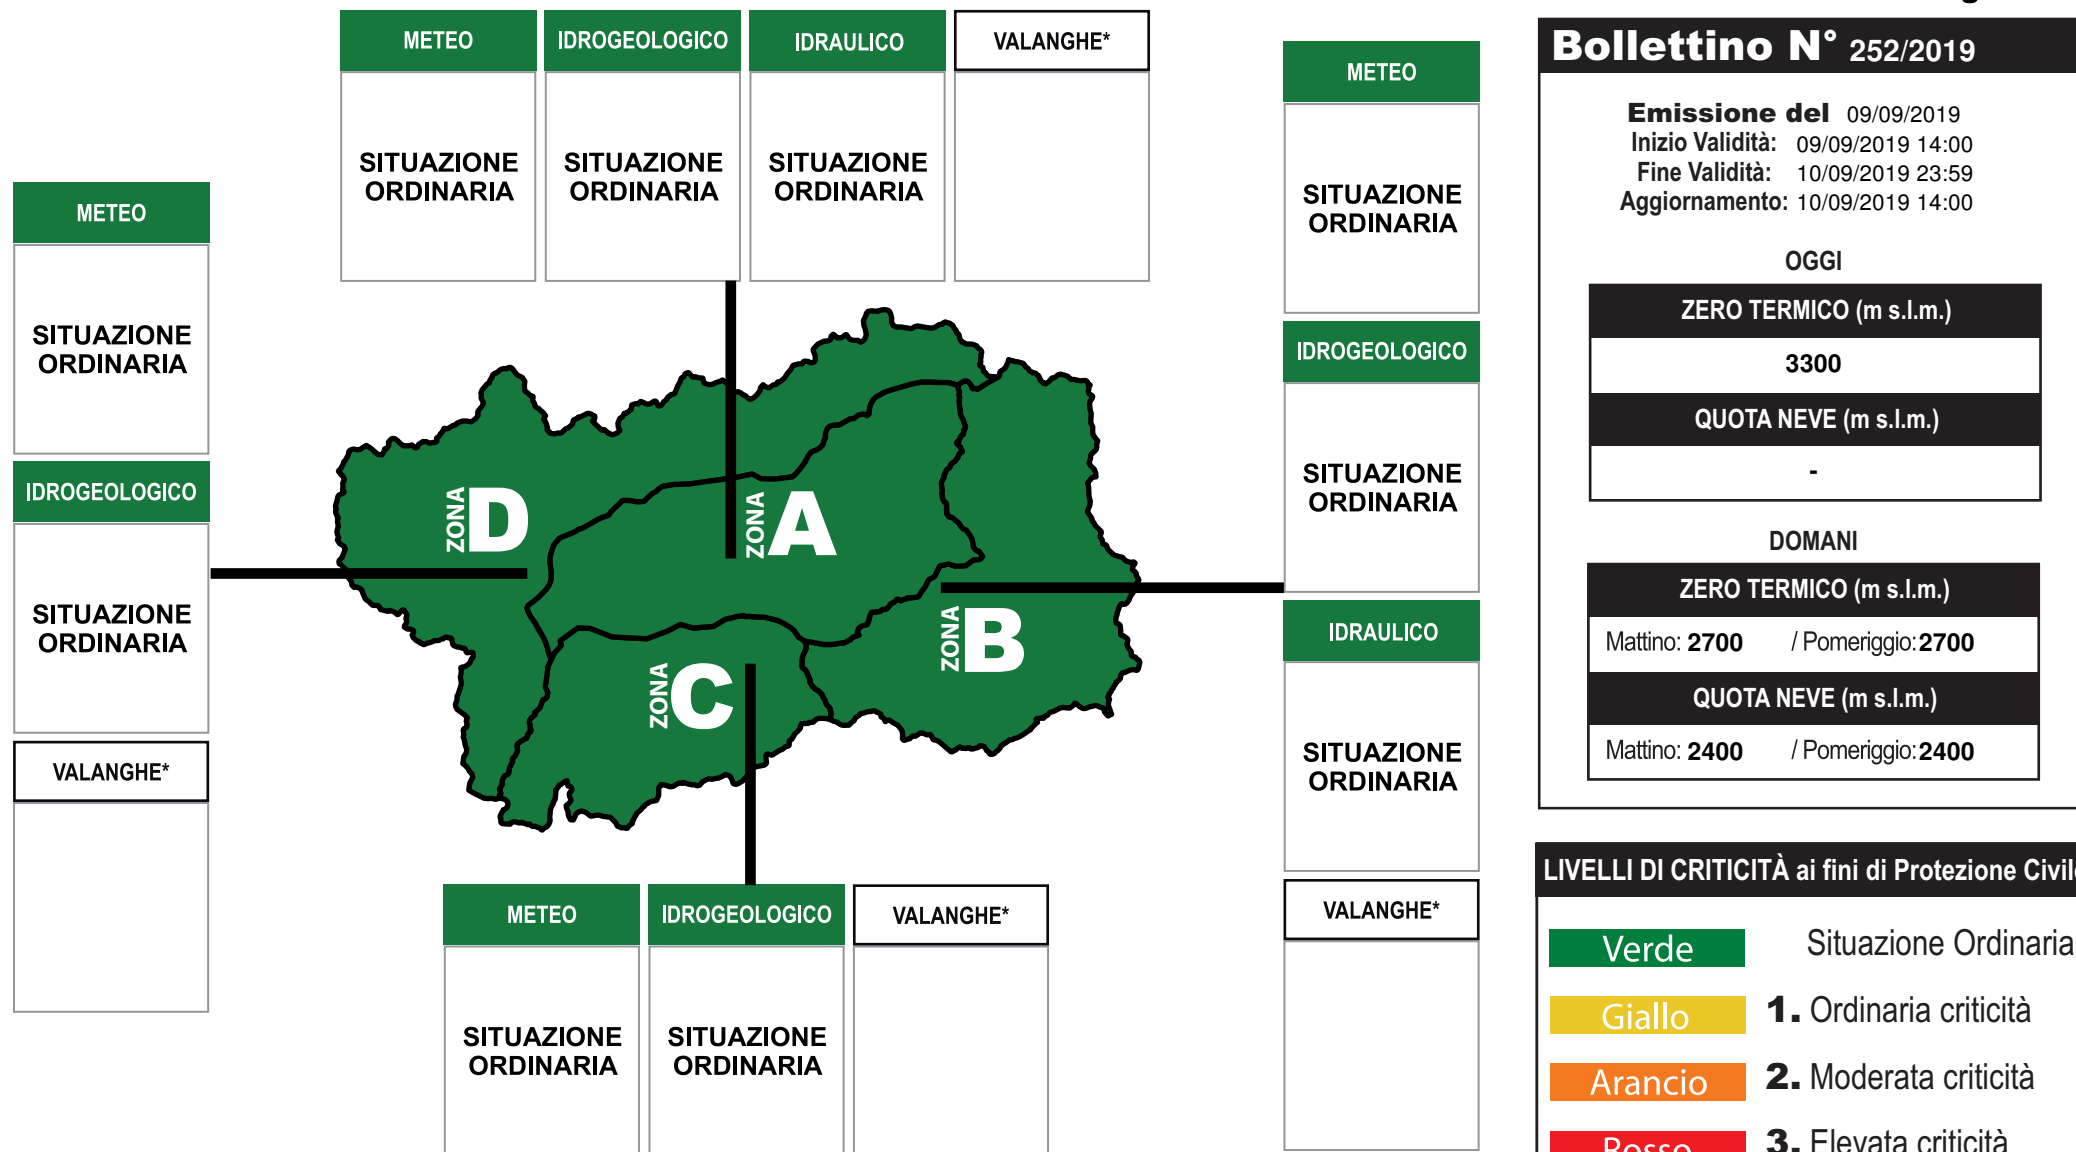 METEO
IDROGEOLOGICO
IDRAULICO
VALANGHE*
SITUAZIONE
ORDINARIA
SITUAZIONE
ORDINARIA
SITUAZIONE
ORDINARIA
METEO
SITUAZIONE
ORDINARIA
IDROGEOLOGICO
SITUAZIONE
ORDINARIA
VALANGHE*
ZONA D
ZONA A
ZONA B
ZONA C
METEO
SITUAZIONE
ORDINARIA
IDROGEOLOGICO
SITUAZIONE
ORDINARIA
IDRAULICO
SITUAZIONE
ORDINARIA
VALANGHE*
METEO
IDROGEOLOGICO
VALANGHE*
SITUAZIONE
ORDINARIA
SITUAZIONE
ORDINARIA
Bollettino N° 252/2019
Emissione del 09/09/2019
Inizio Validità: 09/09/2019 14:00
Fine Validità: 10/09/2019 23:59
Aggiornamento: 10/09/2019 14:00
OGGI
ZERO TERMICO (m s.l.m.)
3300
QUOTA NEVE (m s.l.m.)
-
DOMANI
ZERO TERMICO (m s.l.m.)
Mattino: 2700 / Pomeriggio: 2700
QUOTA NEVE (m s.l.m.)
Mattino: 2400 / Pomeriggio: 2400
LIVELLI DI CRITICITÀ ai fini di Protezione Civile
Verde Situazione Ordinaria
Giallo 1. Ordinaria criticità
Arancio 2. Moderata criticità
Rosso 3. Elevata criticità